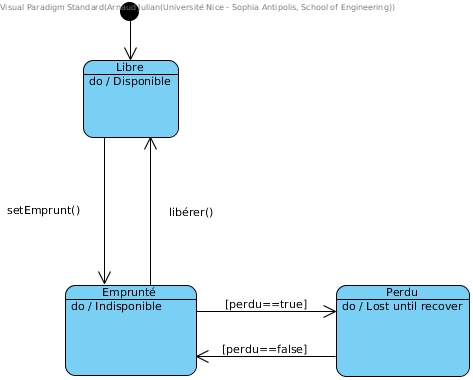 Visual Paradigm Standard(Arnaud Julian(Université Nice - Sophia Antipolis, School of Engineering))
Libre
do / Disponible
setEmprunt()
libérer()
Emprunté
do / Indisponible
[perdu==true]
[perdu==false]
Perdu
do / Lost until recover